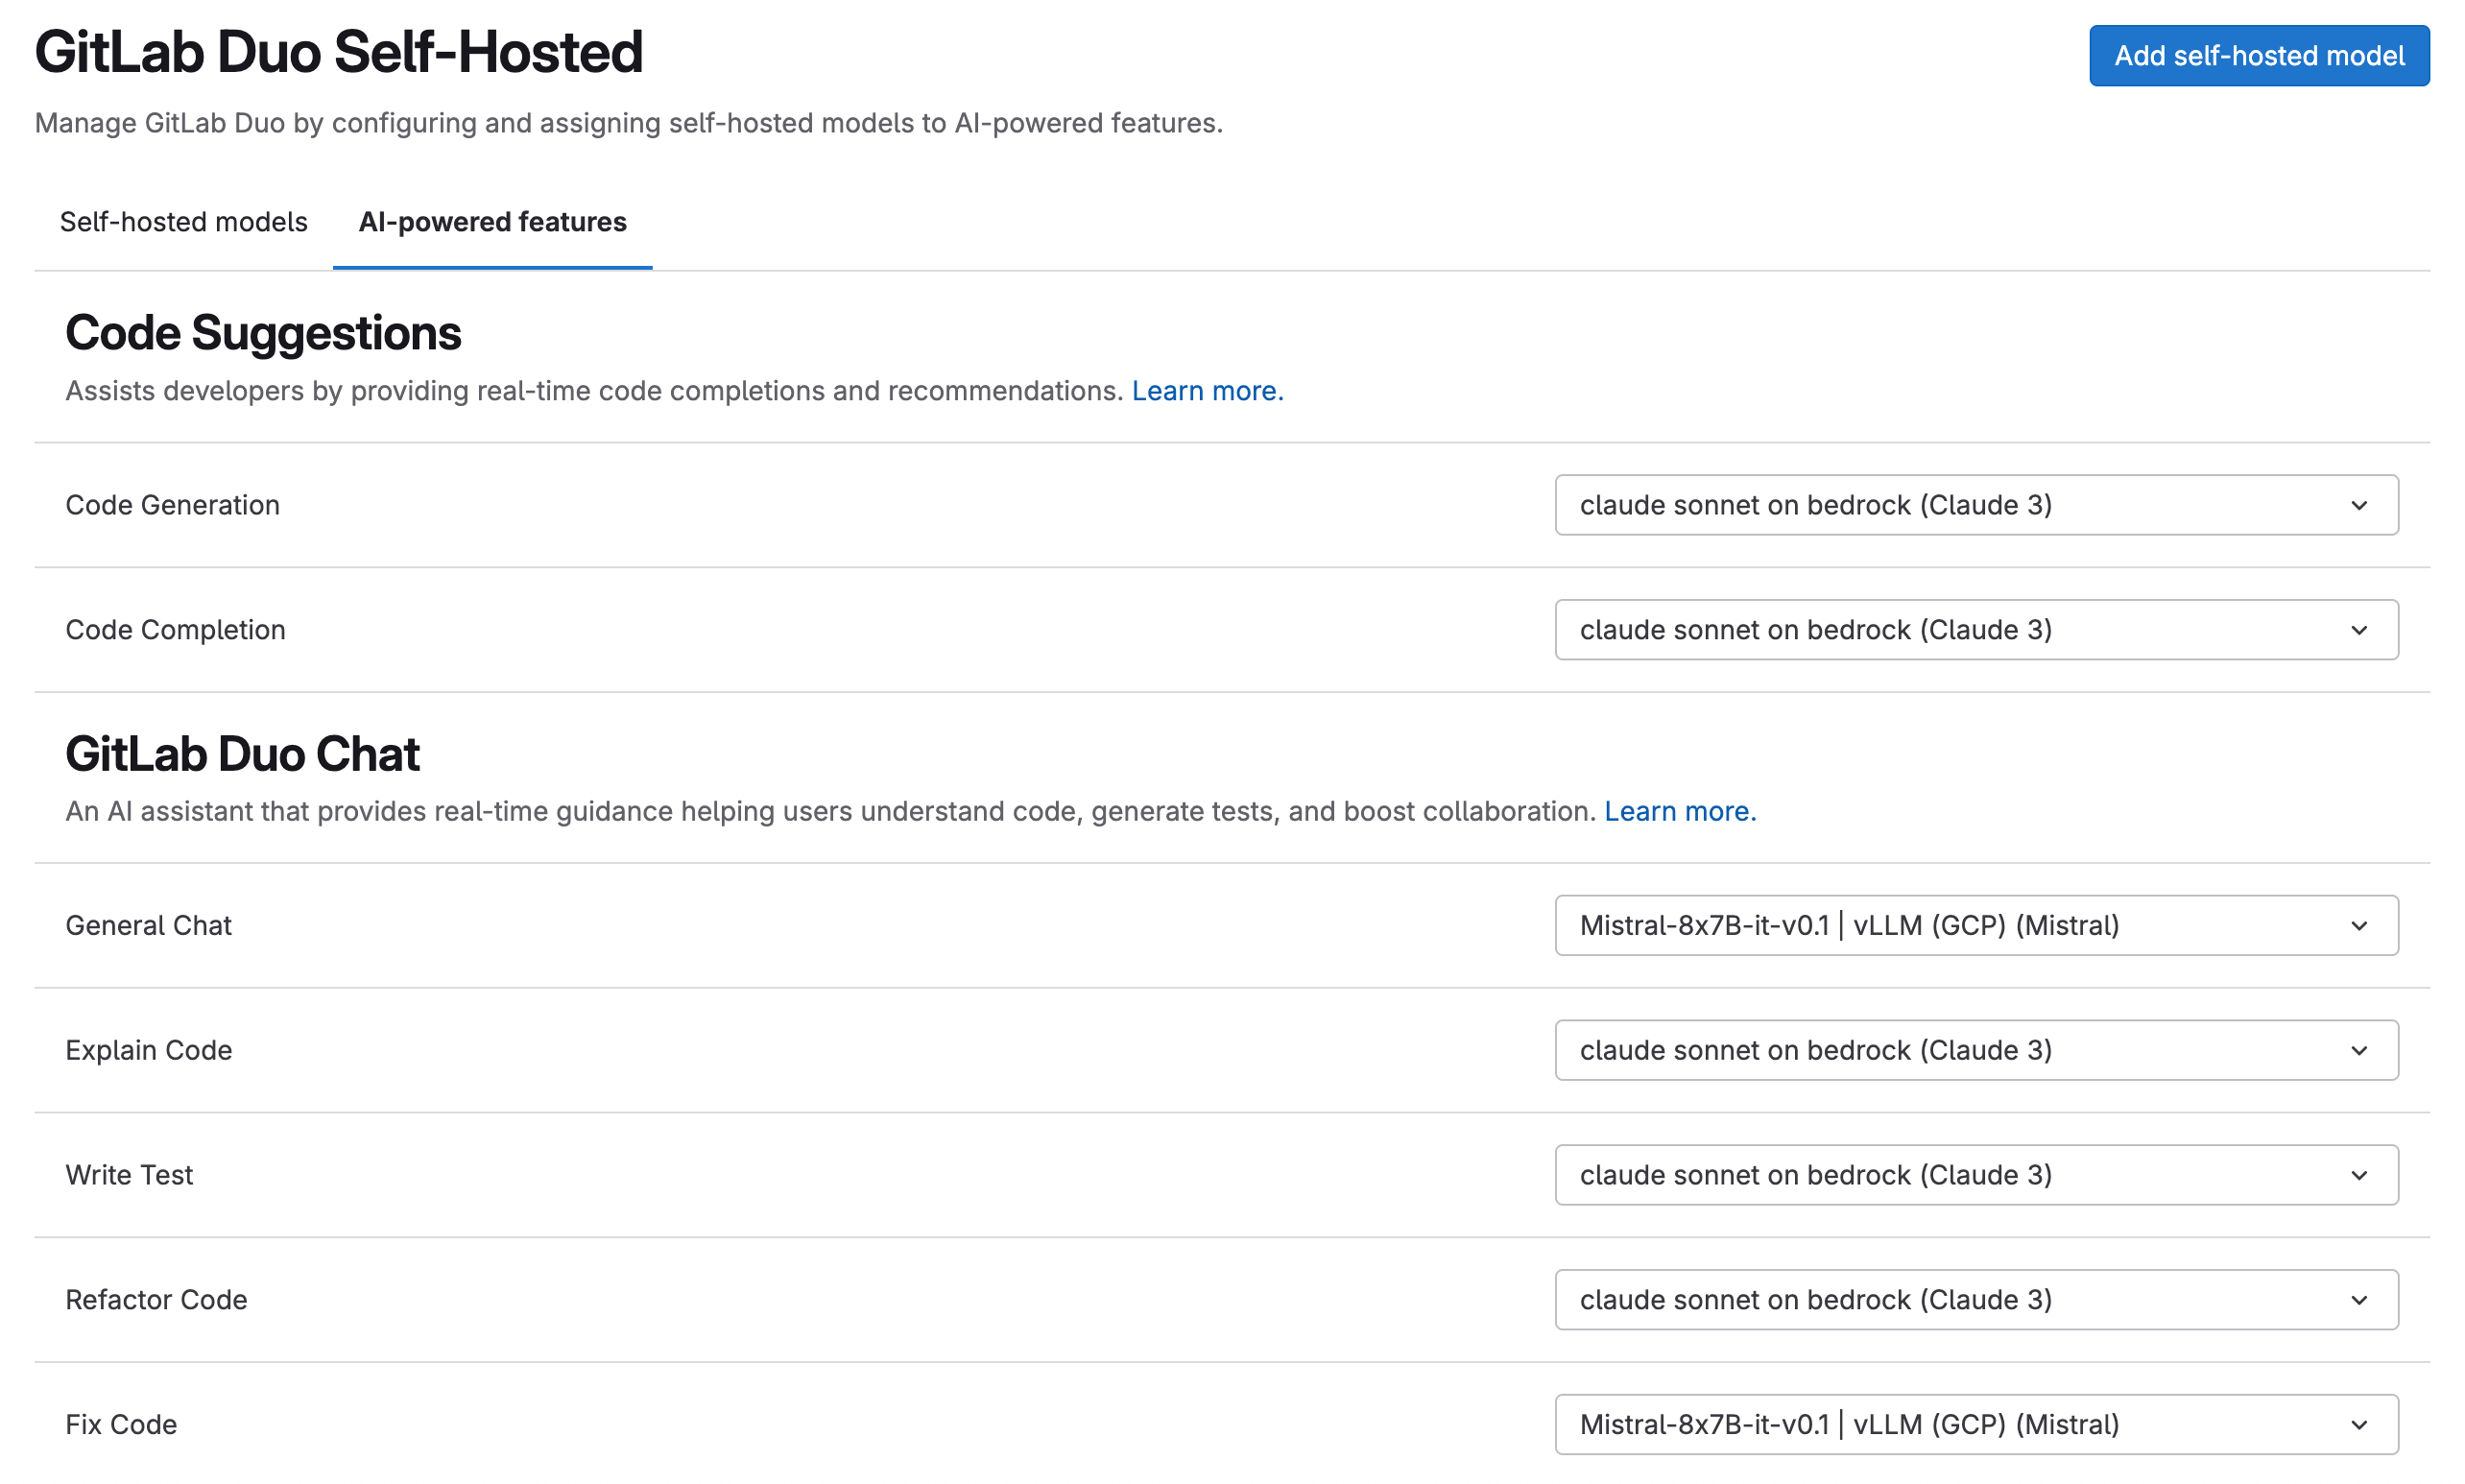 GitLab Duo Self-Hosted
Add self-hosted model
Manage GitLab Duo by configuring and assigning self-hosted models to AI-powered features.
Self-hosted models
AI-powered features
Code Suggestions
Assists developers by providing real-time code completions and recommendations. Learn more.
Code Generation
claude sonnet on bedrock (Claude 3)
Code Completion
claude sonnet on bedrock (Claude 3)
GitLab Duo Chat
An AI assistant that provides real-time guidance helping users understand code, generate tests, and boost collaboration. Learn more.
General Chat
Mistral-8x7B-it-v0.1 | vLLM (GCP) (Mistral)
Explain Code
claude sonnet on bedrock (Claude 3)
Write Test
claude sonnet on bedrock (Claude 3)
Refactor Code
claude sonnet on bedrock (Claude 3)
Fix Code
Mistral-8x7B-it-v0.1 | vLLM (GCP) (Mistral)